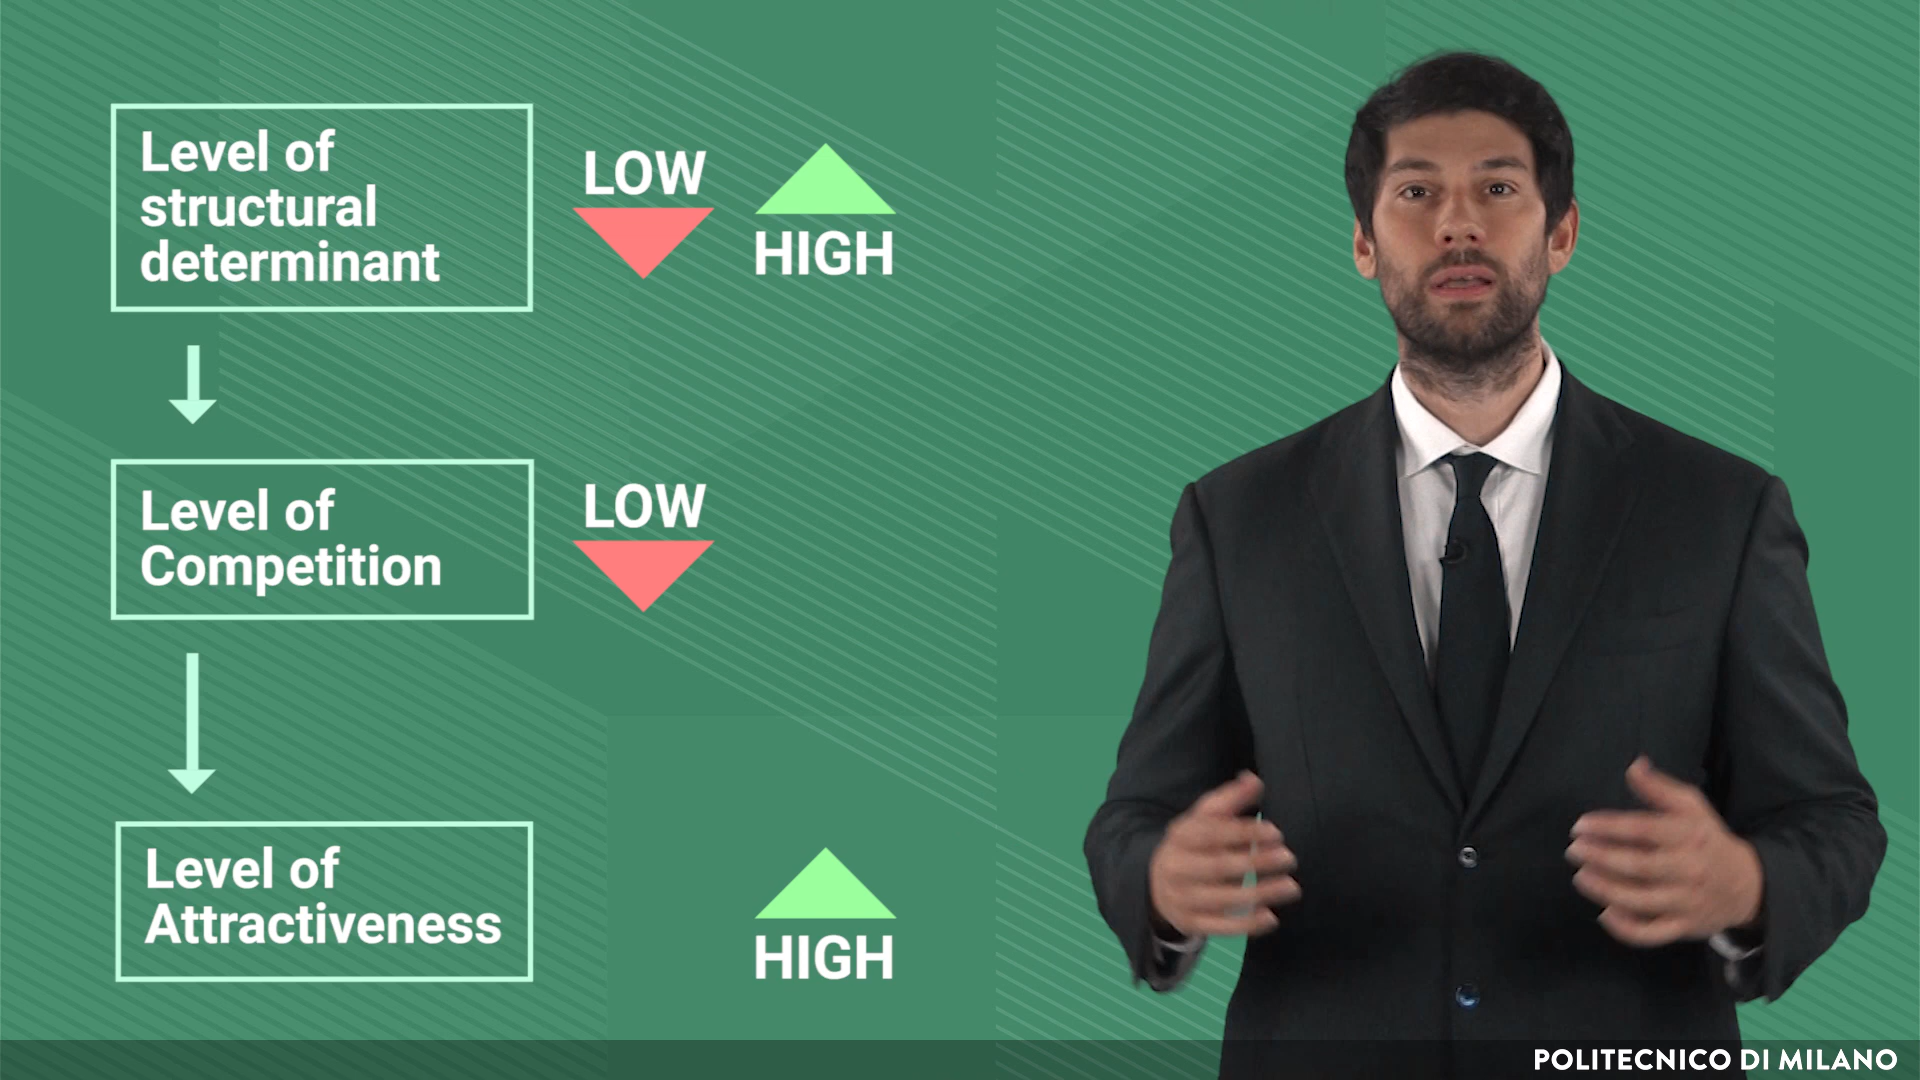 Level of
structural
determinant
LOW
HIGH
Level of
Competition
LOW
Level of
Attractiveness
HIGH
POLITECNICO DI MILANO